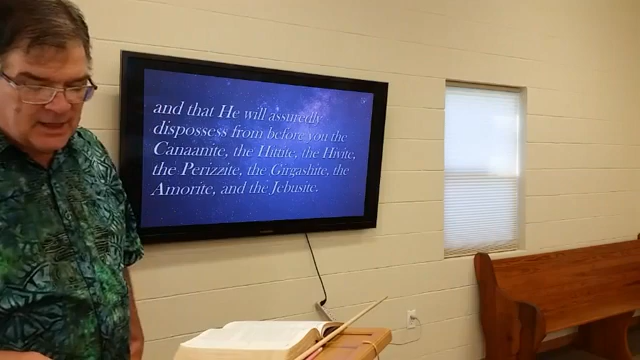 and that He will assuredly
dispossess from before you the
Canaanite, the Hittite, the Hivite,
the Perizzite, the Girgashite, the
Amorite, and the Jebusite.